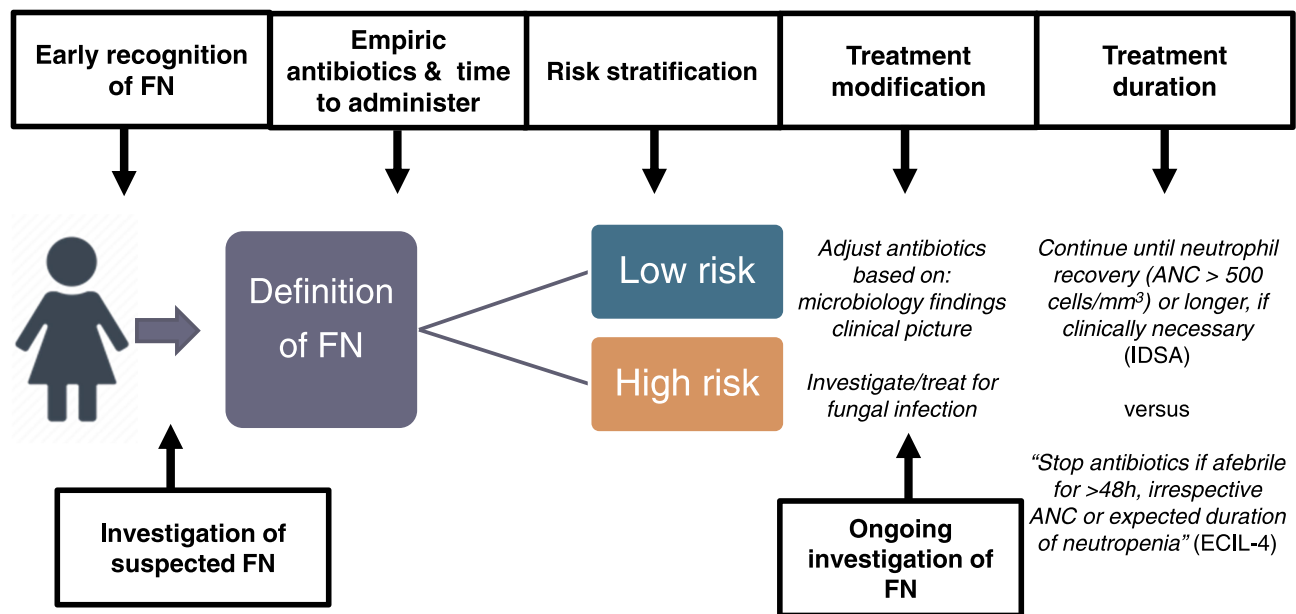 Early recognition
of FN
Empiric
antibiotics & time
to administer
Risk stratification
Treatment
modification
Treatment
duration
Definition
of FN
Low risk
High risk
Adjust antibiotics
based on:
microbiology findings
clinical picture
Investigate/treat for
fungal infection
Continue until neutrophil
recovery (ANC > 500
cells/mm³) or longer, if
clinically necessary
(IDSA)
versus
“Stop antibiotics if afebrile
for >48h, irrespective
ANC or expected duration
of neutropenia” (ECIL-4)
Investigation of
suspected FN
Ongoing
investigation of
FN